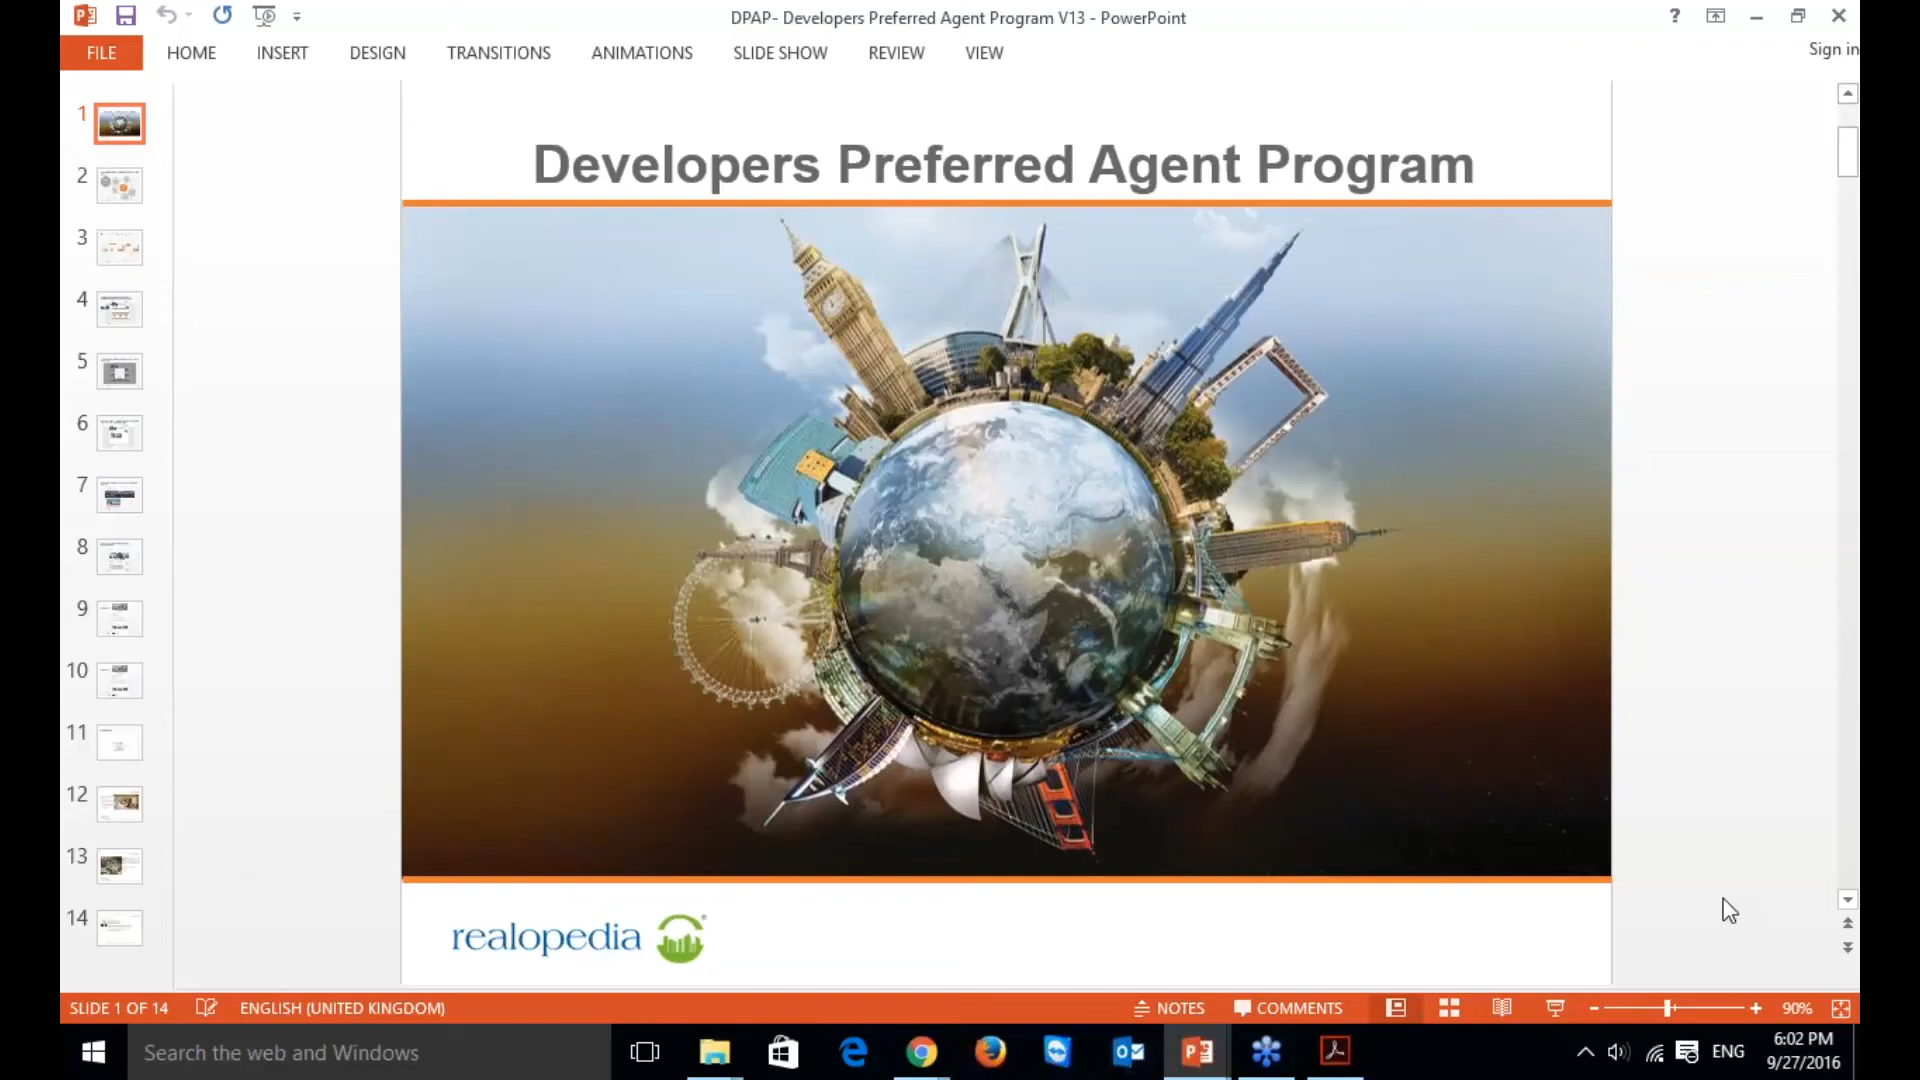 DPAP- Developers Preferred Agent Program V13 - PowerPoint
?
FILE
HOME
INSERT
DESIGN
TRANSITIONS
ANIMATIONS
SLIDE SHOW
REVIEW
VIEW
Sign in
1
2
3
4
5
6
7
8
9
10
11
12
13
14
Developers Preferred Agent Program
realopedia
SLIDE 1 OF 14
ENGLISH (UNITED KINGDOM)
NOTES
COMMENTS
90%
Search the web and Windows
ENG
6:02 PM
9/27/2016